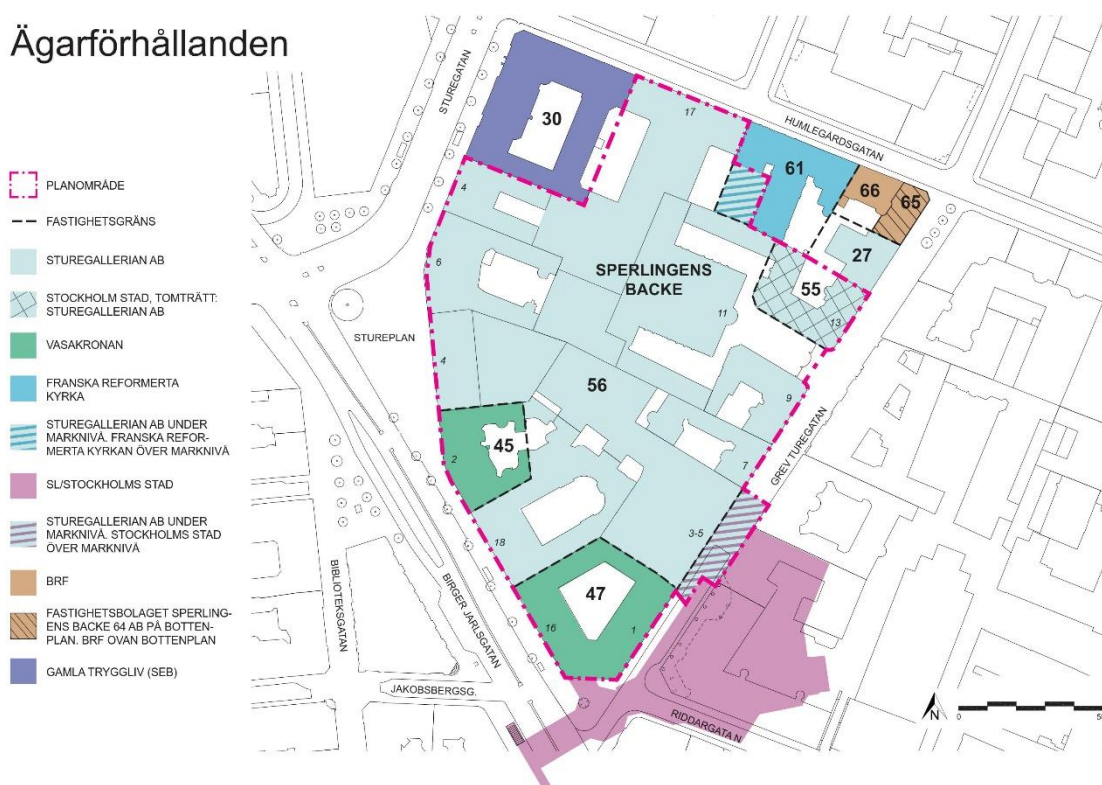 Ägarförhållanden
PLANOMRÅDE
FASTIGHETSGRÄNS
STUREGALLERIAN AB
STOCKHOLM STAD, TOMTRÄTT:
STUREGALLERIAN AB
VASAKRONAN
FRANSKA REFORMERTA
KYRKA
STUREGALLERIAN AB UNDER
MARKNIVÅ. FRANSKA REFOR-
MERTA KYRKAN ÖVER MARKNIVÅ
SL/STOCKHOLMS STAD
STUREGALLERIAN AB UNDER
MARKNIVÅ. STOCKHOLMS STAD
ÖVER MARKNIVÅ
BRF
FASTIGHETSBOLAGET SPERLING-
ENS BACKE 64 AB PÅ BOTTEN-
PLAN. BRF OVAN BOTTENPLAN
GAMLA TRYGGLIV (SEB)
STUREGATAN
30
17
HUMLEGÅRDSGATAN
61
66
65
4
27
6
SPERLINGENS
BACKE
55
11
13
STUREPLAN
4
56
9
45
2
7
GREV TUREGATAN
18
3-5
47
16
1
BIBLIOTEKSGATAN
BIRGER JARLSGATAN
JAKOBSBERGSG.
RIDDARGATA N
N
0